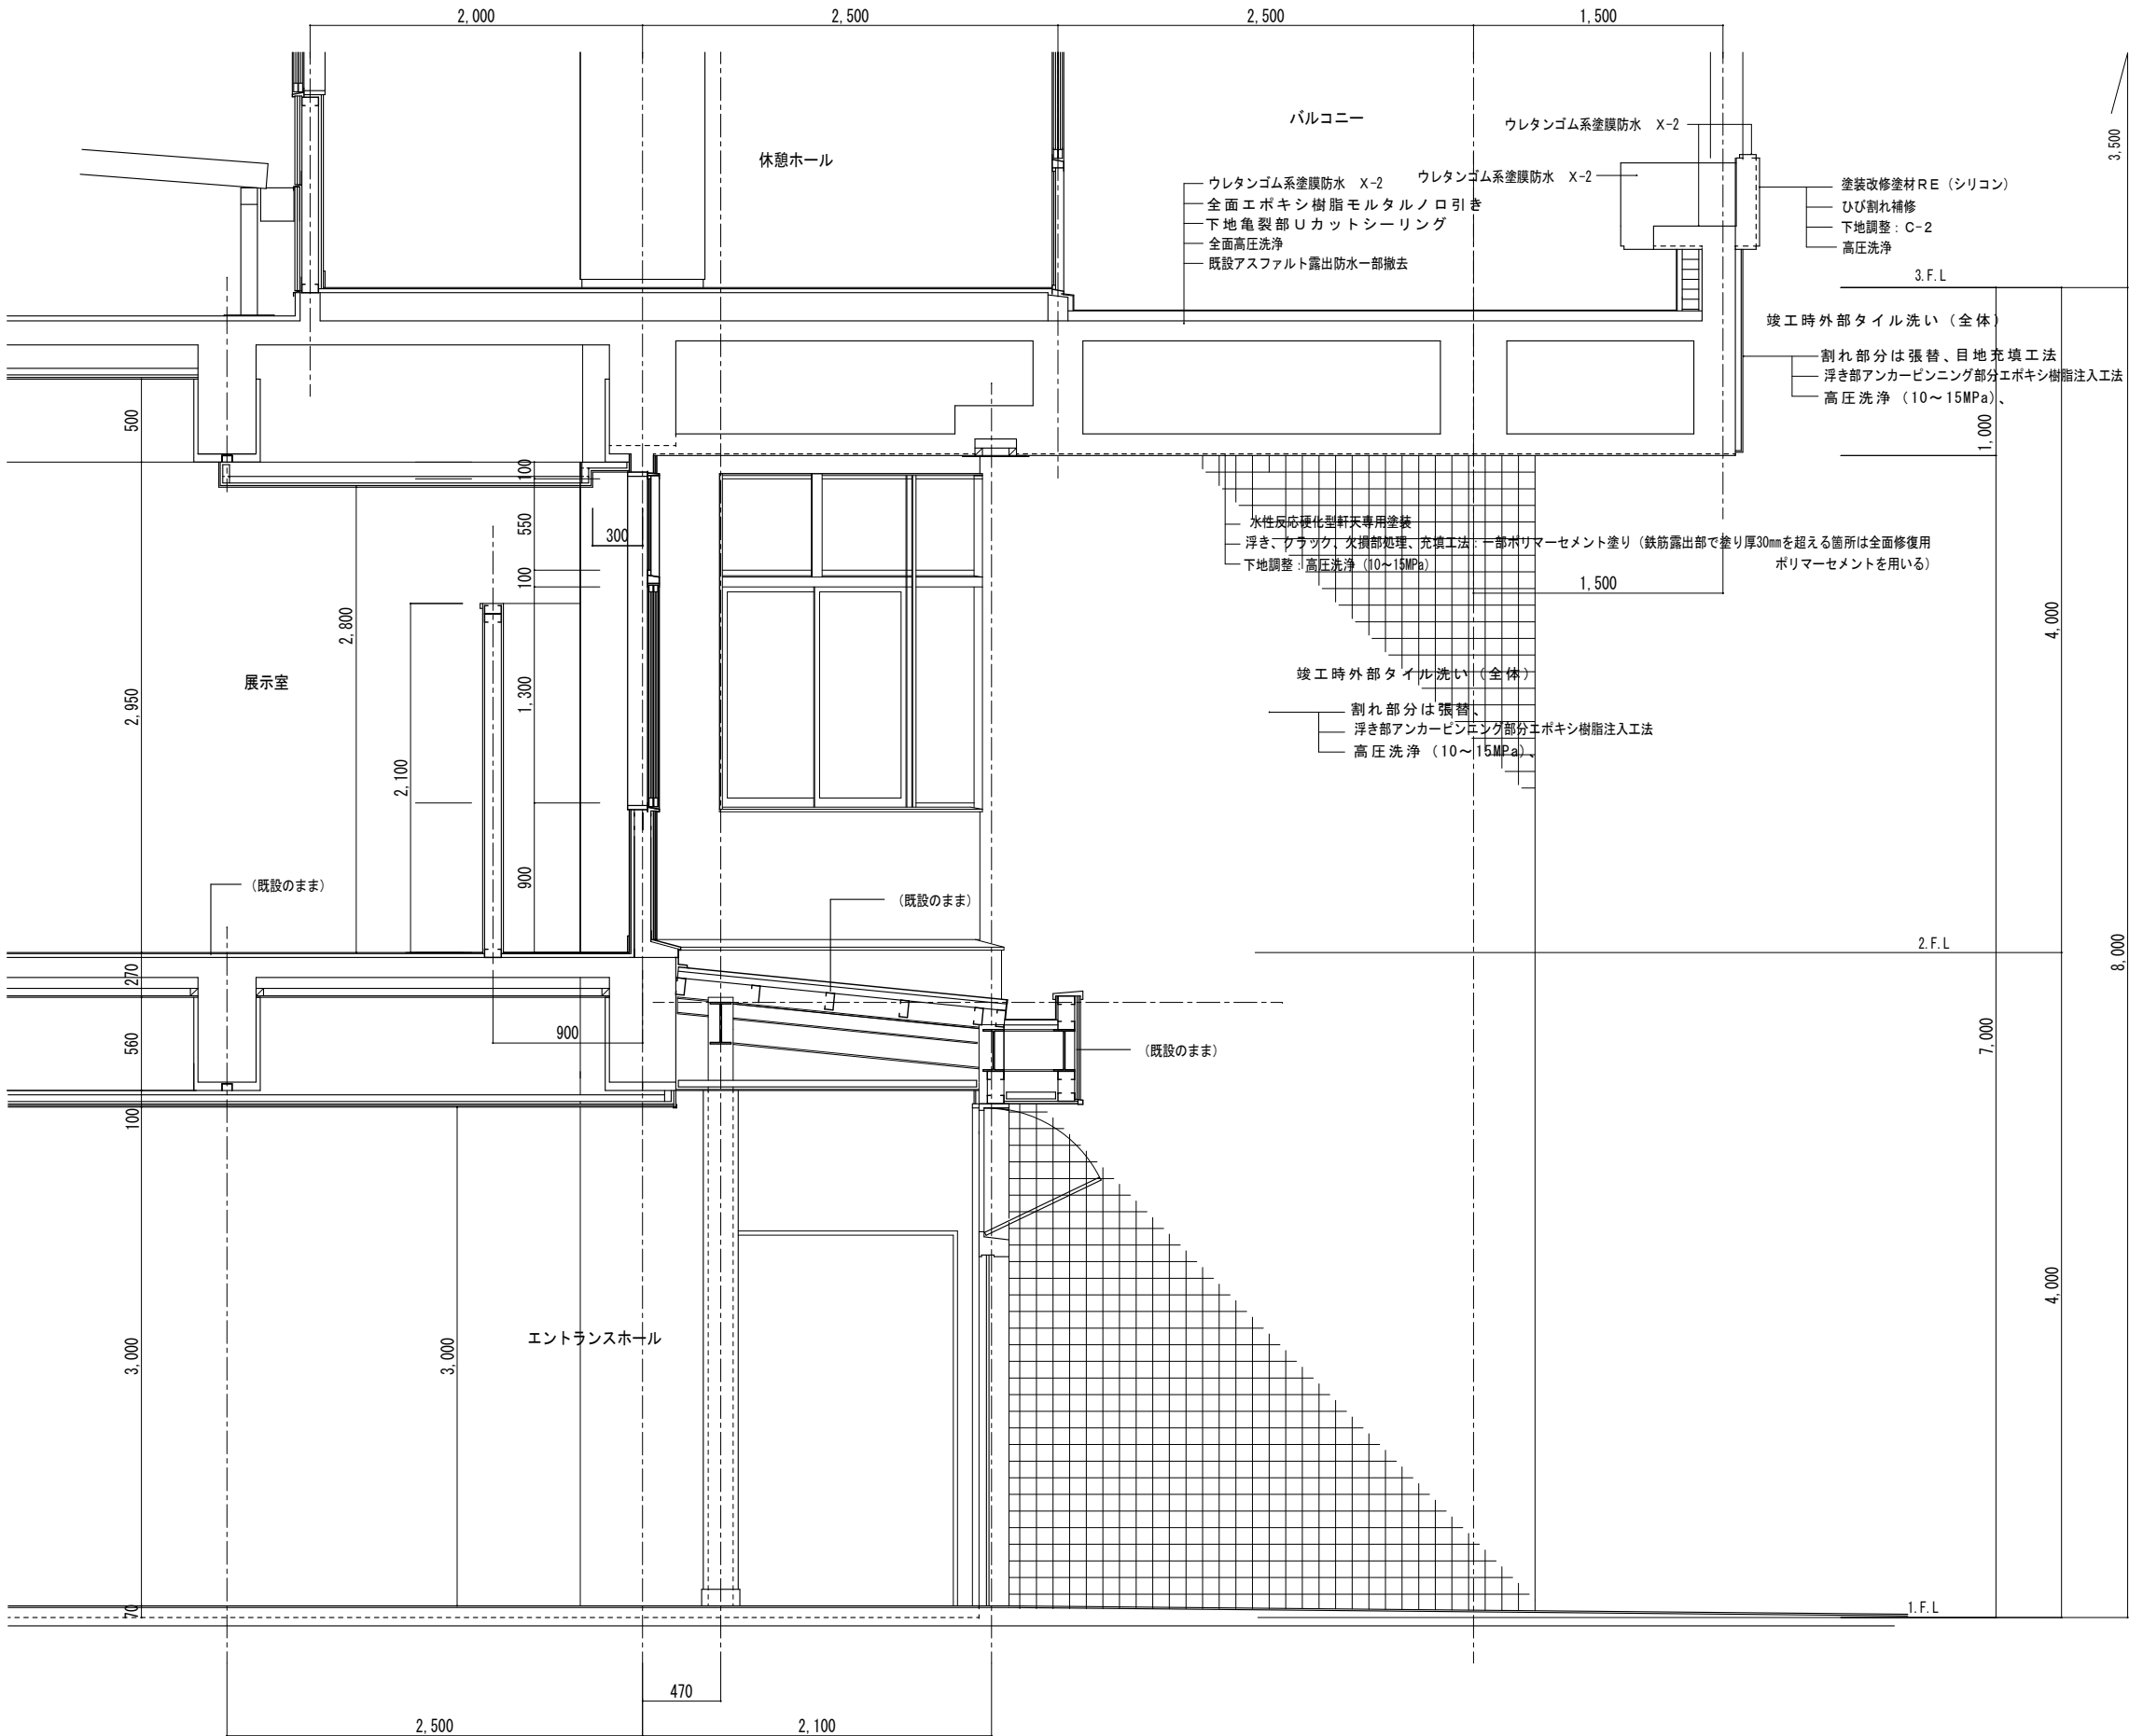 2,000
2,500
2,500
1,500
バルコニー
ウレタンゴム系塗膜防水　X-2
休憩ホール
3,500
ウレタンゴム系塗膜防水　X-2
全面エポキシ樹脂モルタルノロ引き
下地亀裂部Uカットシーリング
全面高圧洗浄
既設アスファルト露出防水一部撤去
ウレタンゴム系塗膜防水　X-2
塗装改修塗材RE（シリコン）
ひび割れ補修
下地調整：C-2
高圧洗浄
3.F.L
竣工時外部タイル洗い（全体）
割れ部分は張替、目地充填工法
浮き部アンカーピンニング部分エポキシ樹脂注入工法
高圧洗浄（10～15MPa）、
500
1,000
100
550
300
100
水性反応硬化型軒天専用塗装
浮き、クラック、欠損部処理、充填工法：一部ポリマーセメント塗り（鉄筋露出部で塗り厚30mmを超える箇所は全面修復用
ポリマーセメントを用いる）
下地調整：高圧洗浄（10～15MPa）
1,500
4,000
2,800
展示室
2,950
1,300
2,100
竣工時外部タイル洗い（全体）
割れ部分は張替、
浮き部アンカーピンニング部分エポキシ樹脂注入工法
高圧洗浄（10～15MPa）、
900
（既設のまま）
（既設のまま）
2.F.L
8,000
270
560
900
（既設のまま）
7,000
100
4,000
エントランスホール
3,000
3,000
70
1.F.L
470
2,500
2,100